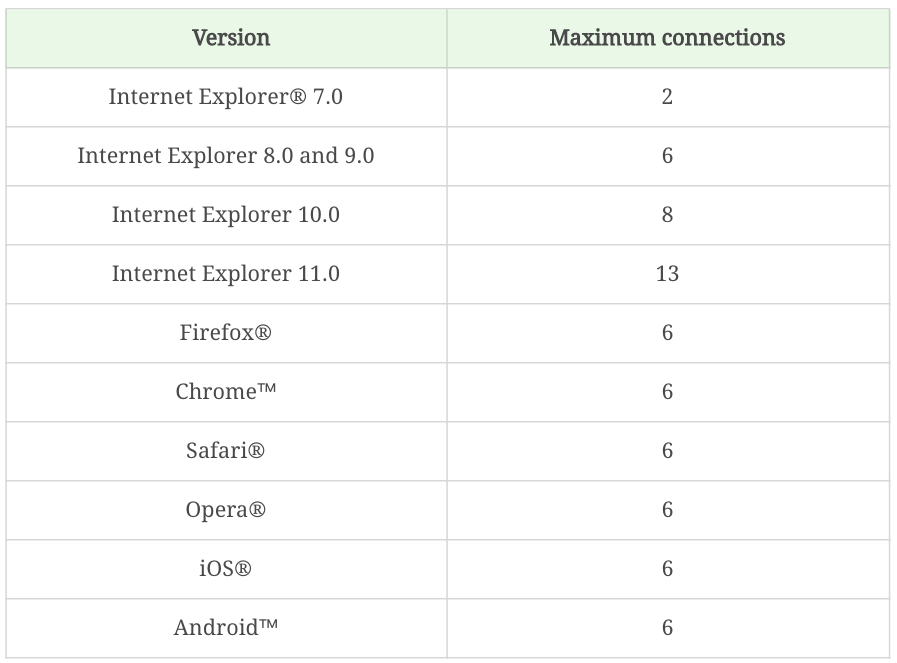 Version Maximum connections
Internet Explorer® 7.0 2
Internet Explorer 8.0 and 9.0 6
Internet Explorer 10.0 8
Internet Explorer 11.0 13
Firefox® 6
Chrome™ 6
Safari® 6
Opera® 6
iOS® 6
Android™ 6